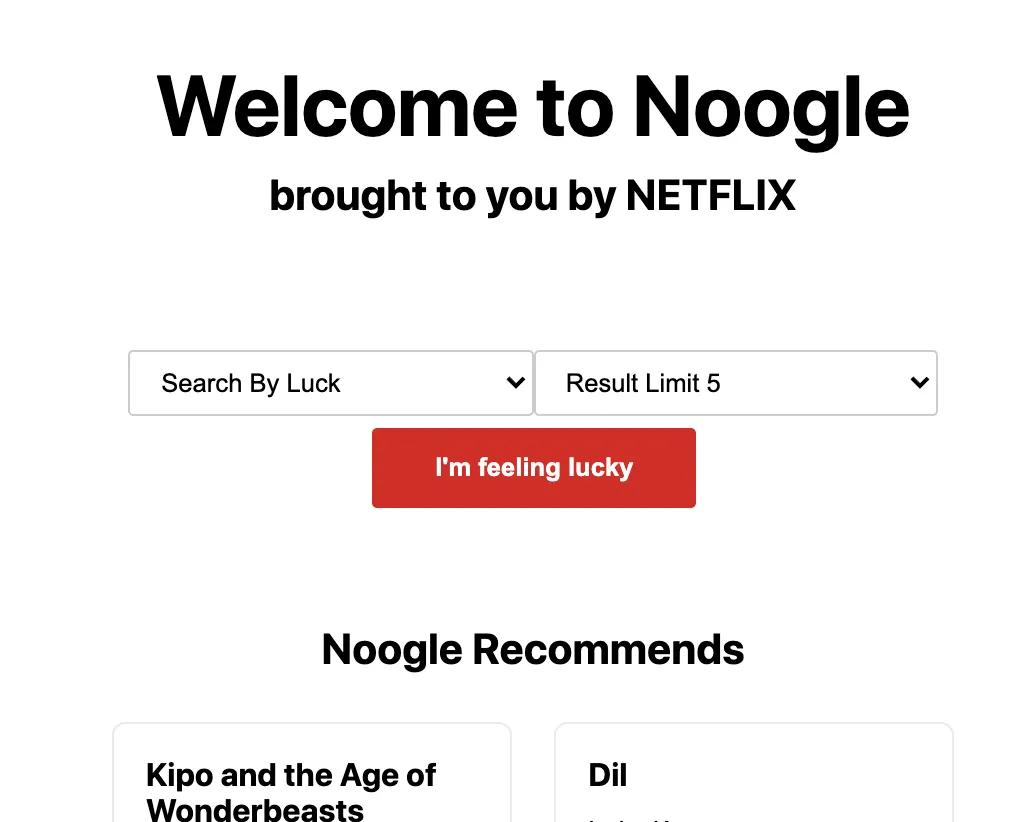 Welcome to Noogle
brought to you by NETFLIX
Search By Luck
Result Limit 5
I'm feeling lucky
Noogle Recommends
Kipo and the Age of
Wonderbeasts
Dil